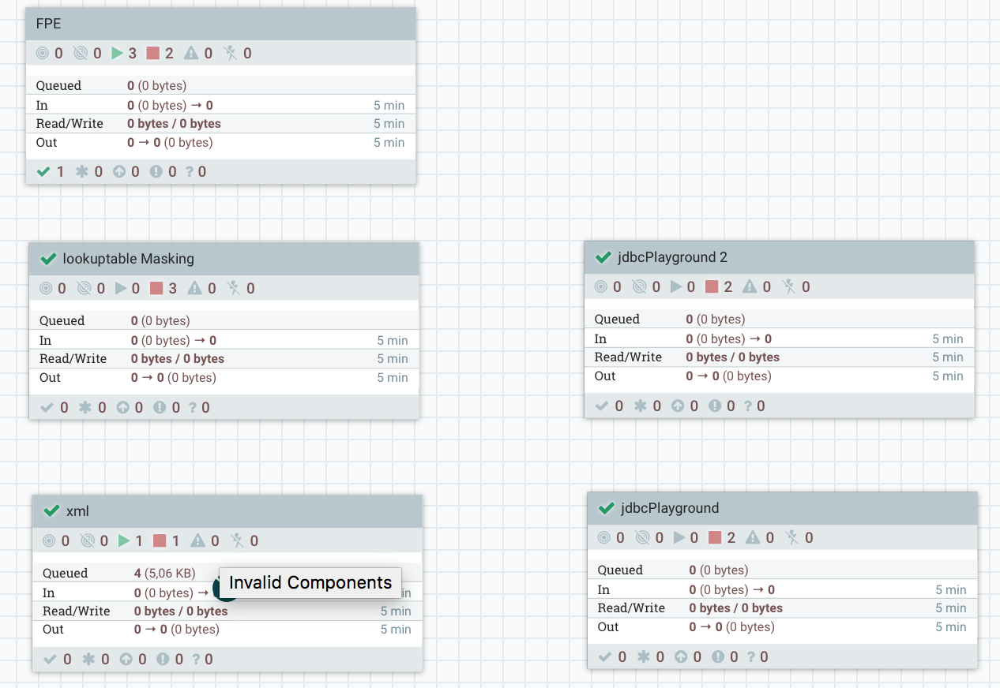 FPE
0 0 3 2 0 0
Queued 0 (0 bytes)
In 0 (0 bytes) → 0 5 min
Read/Write 0 bytes / 0 bytes 5 min
Out 0 → 0 (0 bytes) 5 min
1 0 0 0 ? 0
lookuptable Masking
0 0 0 3 0 0
Queued 0 (0 bytes)
In 0 (0 bytes) → 0 5 min
Read/Write 0 bytes / 0 bytes 5 min
Out 0 → 0 (0 bytes) 5 min
0 0 0 0 ? 0
jdbcPlayground 2
0 0 0 2 0 0
Queued 0 (0 bytes)
In 0 (0 bytes) → 0 5 min
Read/Write 0 bytes / 0 bytes 5 min
Out 0 → 0 (0 bytes) 5 min
0 0 0 0 ? 0
xml
0 0 1 1 0 0
Queued 4 (5,06 KB)
Invalid Components
In 0 (0 bytes) →
Read/Write 0 bytes / 0 bytes 5 min
Out 0 → 0 (0 bytes) 5 min
0 0 0 0 ? 0
jdbcPlayground
0 0 0 2 0 0
Queued 0 (0 bytes)
In 0 (0 bytes) → 0 5 min
Read/Write 0 bytes / 0 bytes 5 min
Out 0 → 0 (0 bytes) 5 min
0 0 0 0 ? 0